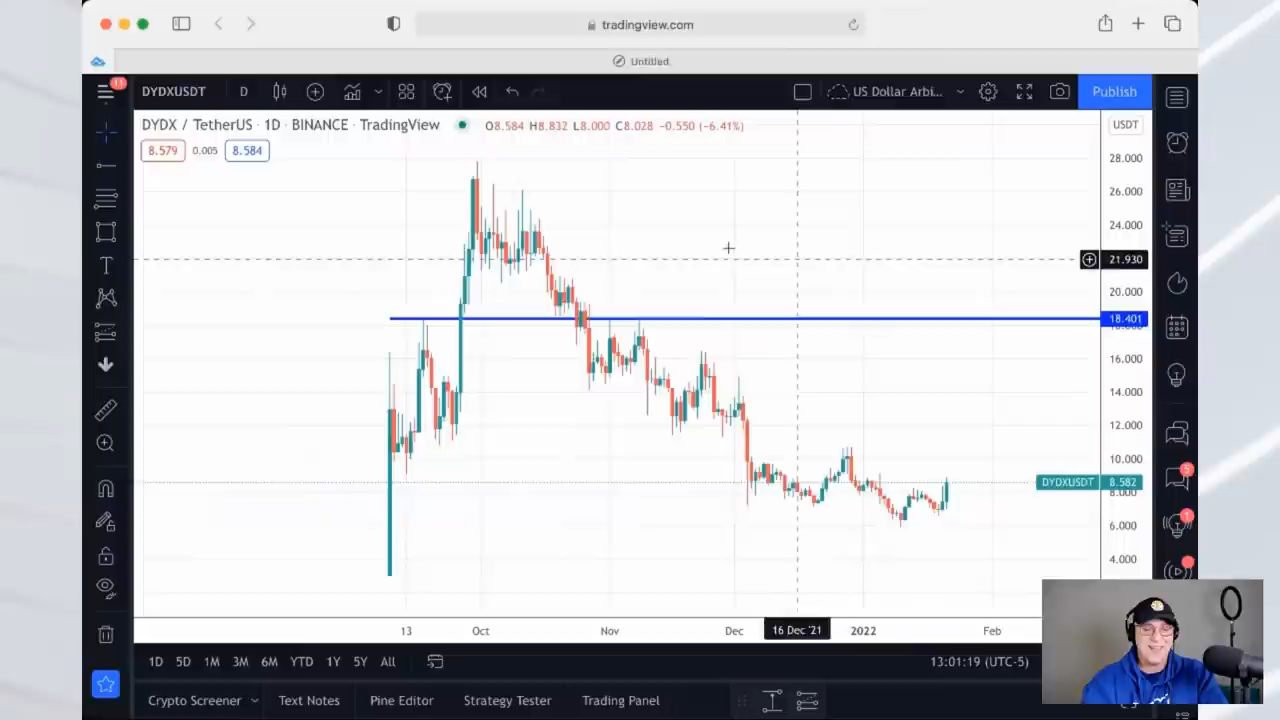 tradingview.com
Untitled
11
DYDXUSDT D US Dollar Arbi... Publish
DYDX / TetherUS · 1D · BINANCE · TradingView O8.584 H8.832 L8.000 C8.028 -0.550 (-6.41%) USDT
8.579 0.005 8.584
28.000
26.000
24.000
21.930
20.000
18.401
16.000
14.000
12.000
10.000
DYDXUSDT 8.582
8.000
6.000
4.000
5
1
13 Oct Nov Dec 16 Dec '21 2022 Feb
1D 5D 1M 3M 6M YTD 1Y 5Y All 13:01:19 (UTC-5)
Crypto Screener Text Notes Pine Editor Strategy Tester Trading Panel